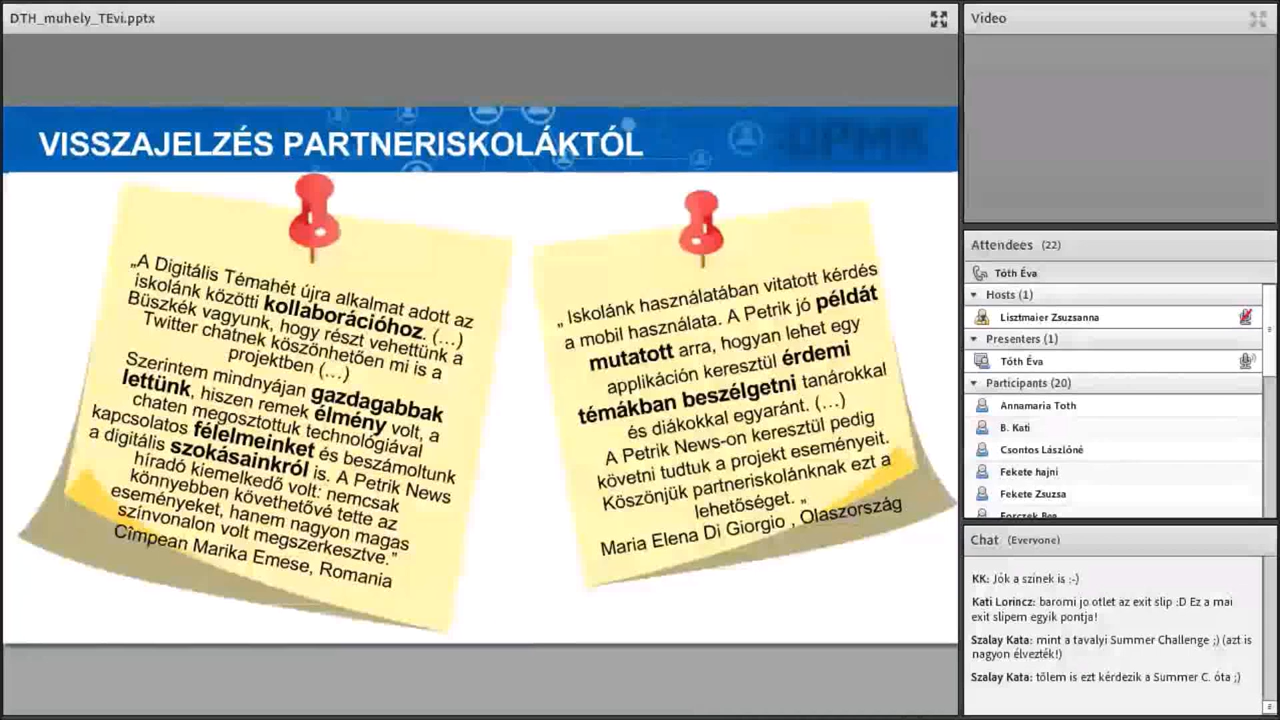 DTH_muhely_TEvi.pptx
VISSZAJELZÉS PARTNERISKOLÁKTÓL
:DPMK
„A Digitális Témahét újra alkalmat adott az
iskolánk közötti kollaborációhoz. (…)
Büszkék vagyunk, hogy részt vehettünk a
Twitter chatnek köszönhetően mi is a
projektben (…)
Szerintem mindnyájan gazdagabbak
lettünk, hiszen remek élmény volt, a
chaten megosztottuk technológiával
kapcsolatos félelmeinket és beszámoltunk
a digitális szokásainkról is. A Petrik News
híradó kiemelkedő volt: nemcsak
könnyebben követhetővé tette az
eseményeket, hanem nagyon magas
színvonalon volt megszerkesztve.”
Cîmpean Marika Emese, Romania
„ Iskolánk használatában vitatott kérdés
a mobil használata. A Petrik jó példát
mutatott arra, hogyan lehet egy
applikáción keresztül érdemi
témákban beszélgetni tanárokkal
és diákokkal egyaránt. (…)
A Petrik News-on keresztül pedig
követni tudtuk a projekt eseményeit.
Köszönjük partneriskolánknak ezt a
lehetőséget. „
Maria Elena Di Giorgio , Olaszország
Video
Attendees (22)
Tóth Éva
Hosts (1)
Lisztmaier Zsuzsanna
Presenters (1)
Tóth Éva
Participants (20)
Annamaria Toth
B. Kati
Csontos Lászlóné
Fekete hajni
Fekete Zsuzsa
Forczek Bea
Chat (Everyone)
KK: Jók a színek is :-)
Kati Lorincz: baromi jo otlet az exit slip :D Ez a mai
exit slipem egyik pontja!
Szalay Kata: mint a tavalyi Summer Challenge ;) (azt is
nagyon élvezték!)
Szalay Kata: tőlem is ezt kérdezik a Summer C. óta ;)